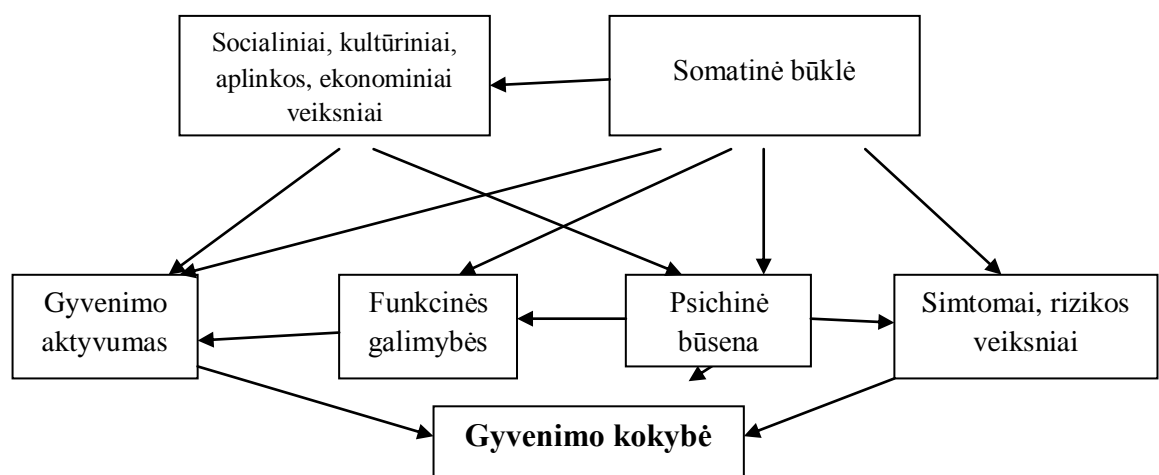 Socialiniai, kultūriniai,
aplinkos, ekonominiai
veiksniai
Somatinė būklė
Gyvenimo
aktyvumas
Funkcinės
galimybės
Psichinė
būsena
Simtomai, rizikos
veiksniai
Gyvenimo kokybė